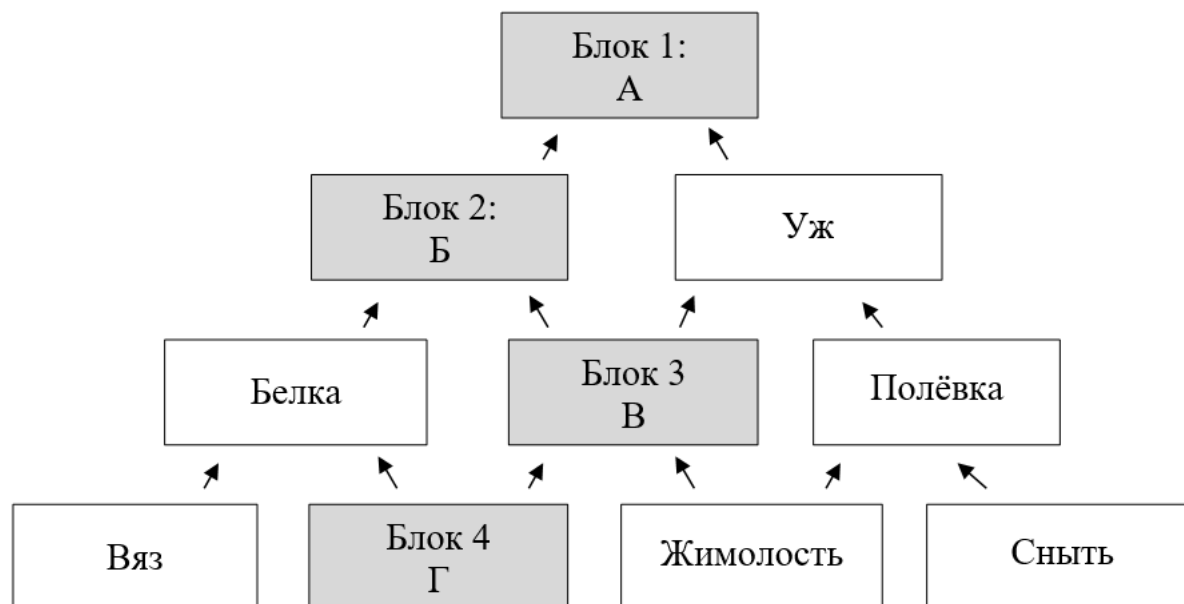 Блок 1:
А
Блок 2:
Б
Уж
Белка
Блок 3
В
Полёвка
Вяз
Блок 4
Г
Жимолость
Сныть